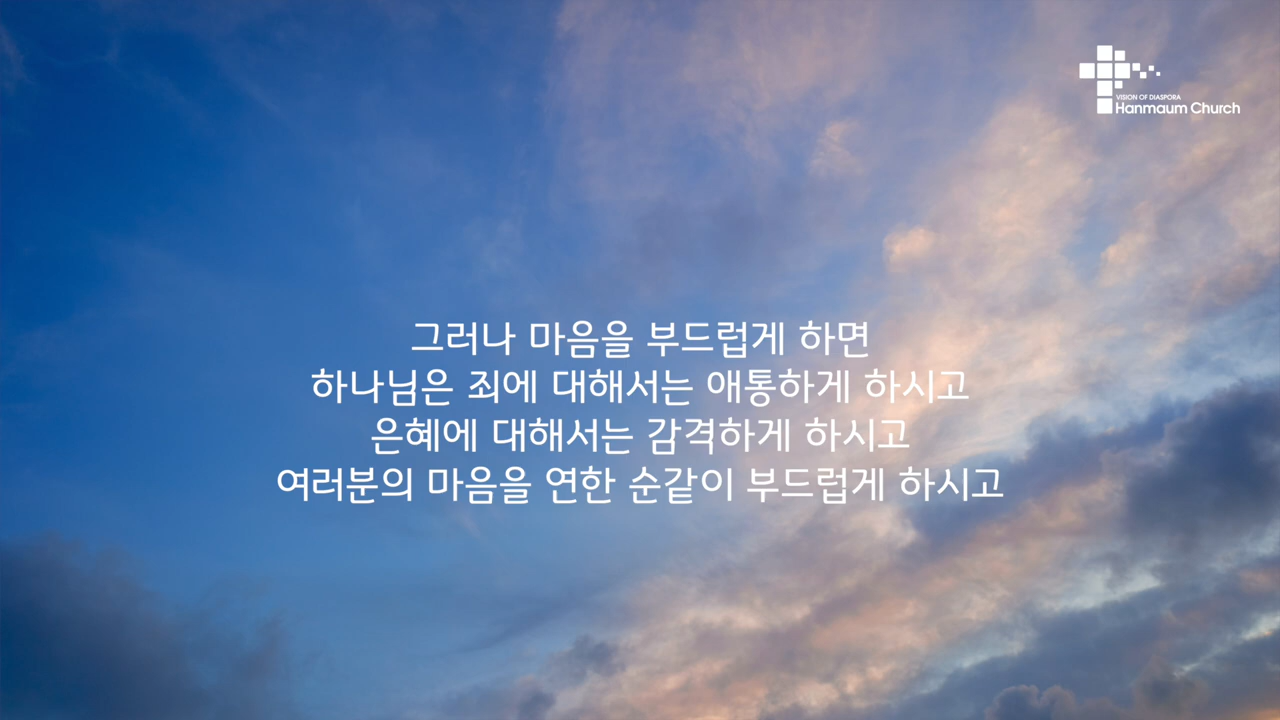 VISION OF DIASPORA
Hanmaum Church
그러나 마음을 부드럽게 하면
하나님은 죄에 대해서는 애통하게 하시고
은혜에 대해서는 감격하게 하시고
여러분의 마음을 연한 순같이 부드럽게 하시고